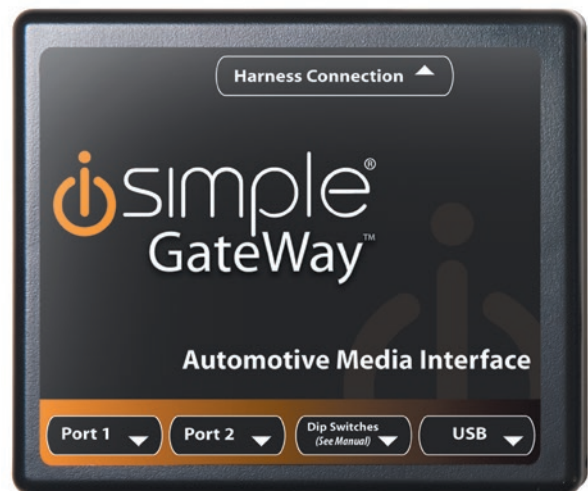 Harness Connection
isimple®
GateWay™
Automotive Media Interface
Port 1
Port 2
Dip Switches
(See Manual)
USB